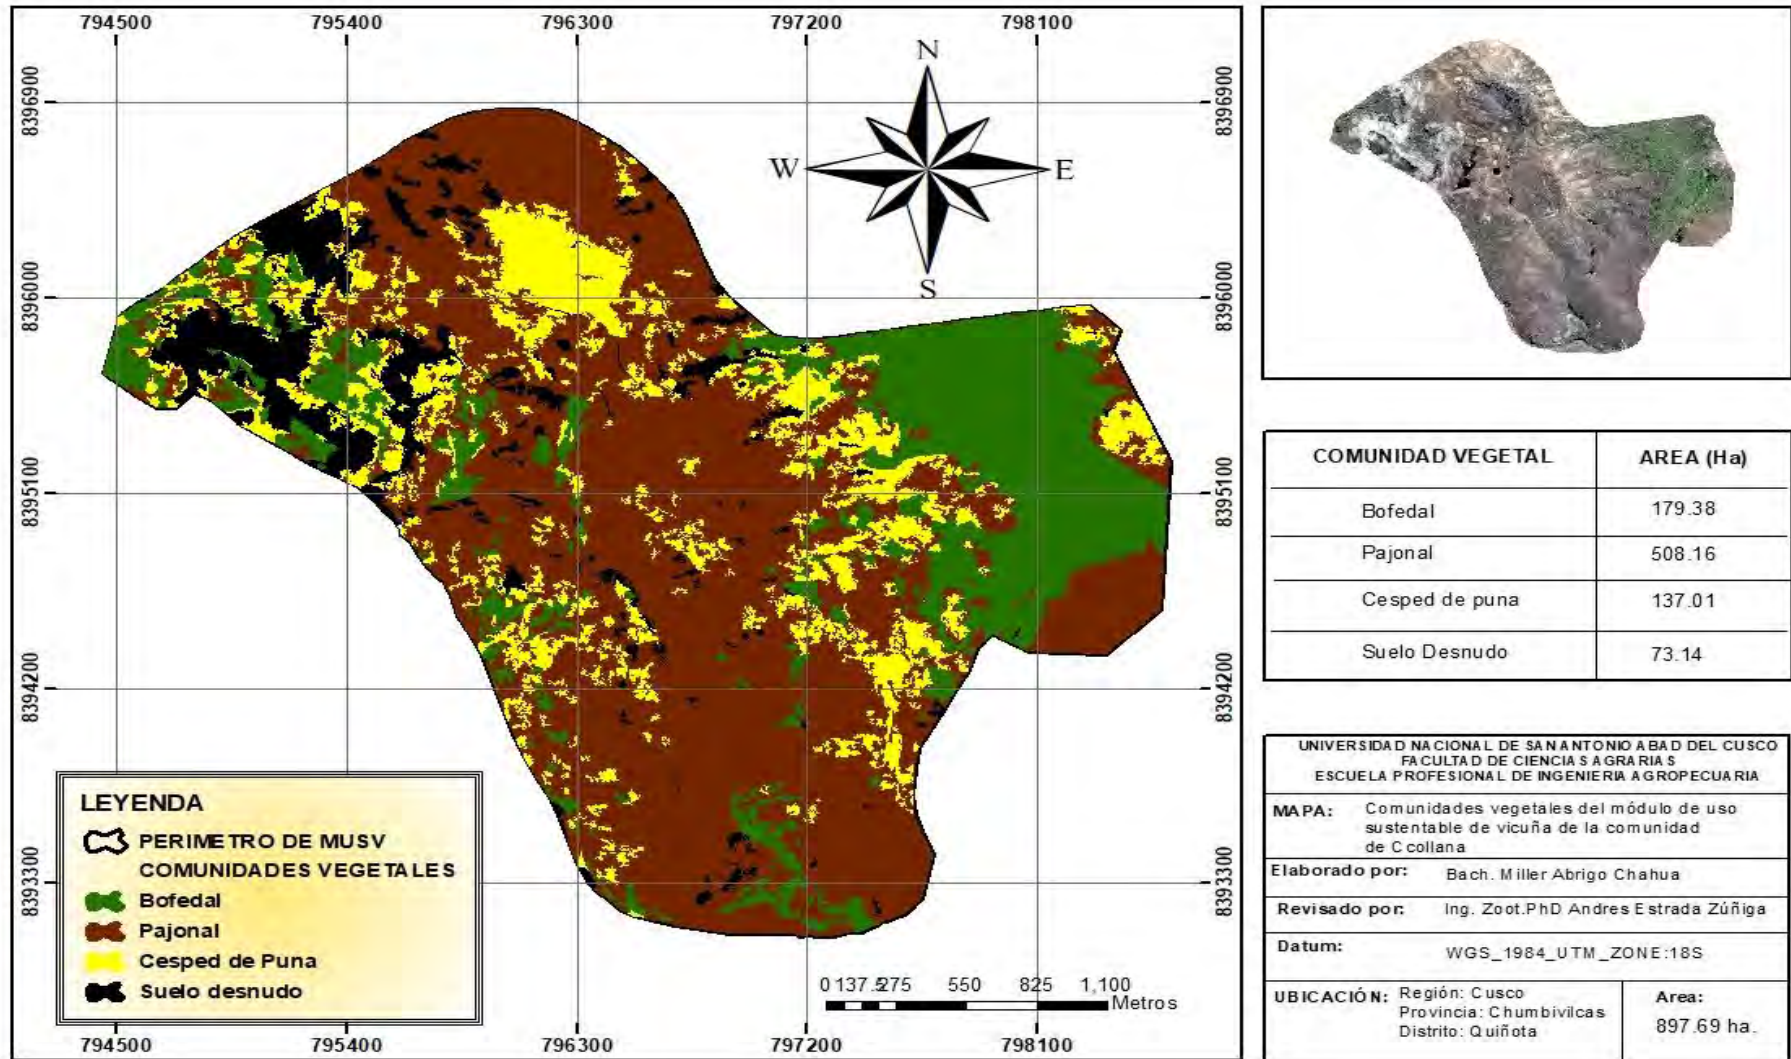 794500 795400 796300 797200 798100
8396900
8396000
8395100
8394200
8393300
N
W E
S
8396900
8396000
8395100
8394200
8393300
LEYENDA
PERIMETRO DE MUSV
COMUNIDADES VEGETALES
Bofedal
Pajonal
Cesped de Puna
Suelo desnudo
0 137.5 275 550 825 1,100
Metros
794500 795400 796300 797200 798100
COMUNIDAD VEGETAL AREA (Ha)
Bofedal 179.38
Pajonal 508.16
Cesped de puna 137.01
Suelo Desnudo 73.14
UNIVERSIDAD NACIONAL DE SAN ANTONIO ABAD DEL CUSCO
FACULTAD DE CIENCIAS AGRARIAS
ESCUELA PROFESIONAL DE INGENIERIA AGROPECUARIA
MAPA: Comunidades vegetales del módulo de uso
sustentable de vicuña de la comunidad
de Ccollana
Elaborado por: Bach. Miller Abrigo Chahua
Revisado por: Ing. Zoot.PhD Andres Estrada Zúñiga
Datum: WGS_1984_UTM_ZONE:18S
UBICACIÓN: Región: Cusco
Provincia: Chumbivilcas
Distrito: Quiñota
Area:
897.69 ha.